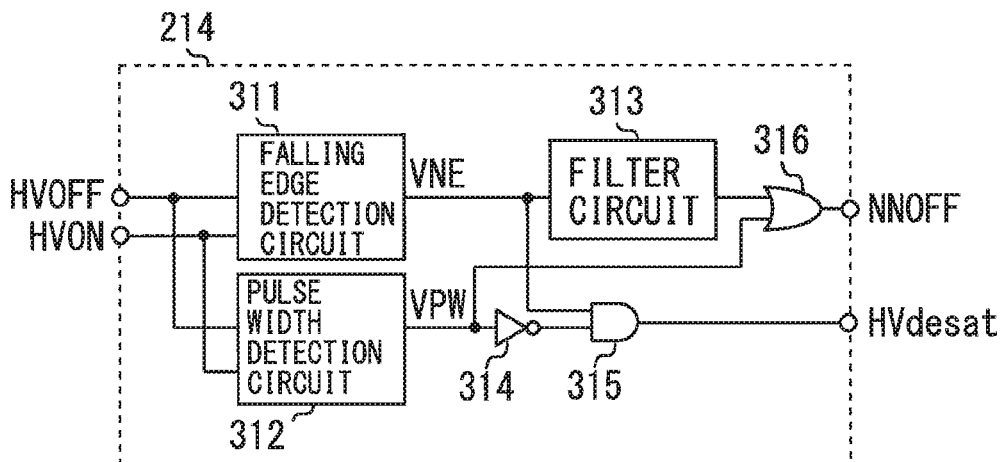 214
311
FALLING
EDGE
DETECTION
CIRCUIT
VNE
313
FILTER
CIRCUIT
316
HVOFF
HVON
NNOFF
PULSE
WIDTH
DETECTION
CIRCUIT
VPW
HVdesat
314
315
312